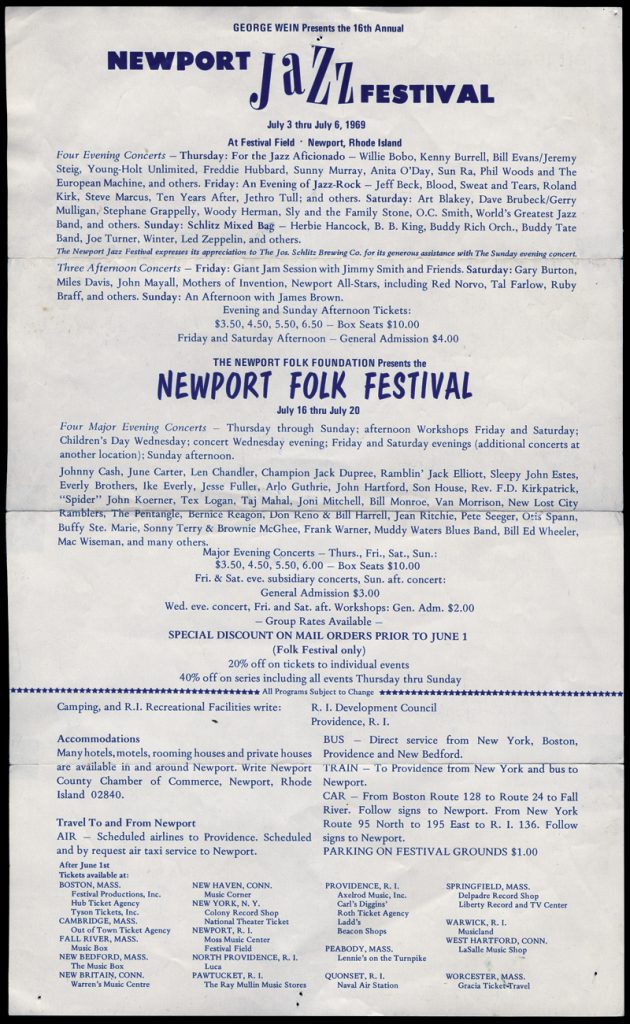 GEORGE WEIN Presents the 16th Annual
NEWPORT JaZZ FESTIVAL
July 3 thru July 6, 1969
At Festival Field · Newport, Rhode Island
Four Evening Concerts – Thursday: For the Jazz Aficionado – Willie Bobo, Kenny Burrell, Bill Evans/Jeremy
Steig, Young-Holt Unlimited, Freddie Hubbard, Sunny Murray, Anita O'Day, Sun Ra, Phil Woods and The
European Machine, and others. Friday: An Evening of Jazz-Rock – Jeff Beck, Blood, Sweat and Tears, Roland
Kirk, Steve Marcus, Ten Years After, Jethro Tull; and others. Saturday: Art Blakey, Dave Brubeck/Gerry
Mulligan, Stephane Grappelly, Woody Herman, Sly and the Family Stone, O.C. Smith, World's Greatest Jazz
Band, and others. Sunday: Schlitz Mixed Bag – Herbie Hancock, B. B. King, Buddy Rich Orch., Buddy Tate
Band, Joe Turner, Winter, Led Zeppelin, and others.
The Newport Jazz Festival expresses its appreciation to The Jos. Schlitz Brewing Co. for its generous assistance with The Sunday evening concert.
Three Afternoon Concerts – Friday: Giant Jam Session with Jimmy Smith and Friends. Saturday: Gary Burton,
Miles Davis, John Mayall, Mothers of Invention, Newport All-Stars, including Red Norvo, Tal Farlow, Ruby
Braff, and others. Sunday: An Afternoon with James Brown.
Evening and Sunday Afternoon Tickets:
$3.50, 4.50, 5.50, 6.50 – Box Seats $10.00
Friday and Saturday Afternoon – General Admission $4.00
THE NEWPORT FOLK FOUNDATION Presents the
NEWPORT FOLK FESTIVAL
July 16 thru July 20
Four Major Evening Concerts – Thursday through Sunday; afternoon Workshops Friday and Saturday;
Children's Day Wednesday; concert Wednesday evening; Friday and Saturday evenings (additional concerts at
another location); Sunday afternoon.
Johnny Cash, June Carter, Len Chandler, Champion Jack Dupree, Ramblin' Jack Elliott, Sleepy John Estes,
Everly Brothers, Ike Everly, Jesse Fuller, Arlo Guthrie, John Hartford, Son House, Rev. F.D. Kirkpatrick,
"Spider" John Koerner, Tex Logan, Taj Mahal, Joni Mitchell, Bill Monroe, Van Morrison, New Lost City
Ramblers, The Pentangle, Bernice Reagon, Don Reno & Bill Harrell, Jean Ritchie, Pete Seeger, Otis Spann,
Buffy Ste. Marie, Sonny Terry & Brownie McGhee, Frank Warner, Muddy Waters Blues Band, Bill Ed Wheeler,
Mac Wiseman, and many others.
Major Evening Concerts – Thurs., Fri., Sat., Sun.:
$3.50, 4.50, 5.50, 6.00 – Box Seats $10.00
Fri. & Sat. eve. subsidiary concerts, Sun. aft. concert:
General Admission $3.00
Wed. eve. concert, Fri. and Sat. aft. Workshops: Gen. Adm. $2.00
– Group Rates Available –
SPECIAL DISCOUNT ON MAIL ORDERS PRIOR TO JUNE 1
(Folk Festival only)
20% off on tickets to individual events
40% off on series including all events Thursday thru Sunday
All Programs Subject to Change
Camping, and R.I. Recreational Facilities write: R. I. Development Council
Providence, R. I.
Accommodations
Many hotels, motels, rooming houses and private houses
are available in and around Newport. Write Newport
County Chamber of Commerce, Newport, Rhode
Island 02840.
Travel To and From Newport
AIR – Scheduled airlines to Providence. Scheduled
and by request air taxi service to Newport.
BUS – Direct service from New York, Boston,
Providence and New Bedford.
TRAIN – To Providence from New York and bus to
Newport.
CAR – From Boston Route 128 to Route 24 to Fall
River. Follow signs to Newport. From New York
Route 95 North to 195 East to R. I. 136. Follow
signs to Newport.
PARKING ON FESTIVAL GROUNDS $1.00
After June 1st
Tickets available at:
BOSTON, MASS.
Festival Productions, Inc.
Hub Ticket Agency
Tyson Tickets, Inc.
CAMBRIDGE, MASS.
Out of Town Ticket Agency
FALL RIVER, MASS.
Music Box
NEW BEDFORD, MASS.
The Music Box
NEW BRITAIN, CONN.
Warren's Music Centre
NEW HAVEN, CONN.
Music Corner
NEW YORK, N. Y.
Colony Record Shop
National Theater Ticket
NEWPORT, R. I.
Moss Music Center
Festival Field
NORTH PROVIDENCE, R. I.
Luca
PAWTUCKET, R. I.
The Ray Mullin Music Stores
PROVIDENCE, R. I.
Axelrod Music, Inc.
Carl's Diggins'
Roth Ticket Agency
Ladd's
Beacon Shops
PEABODY, MASS.
Lennie's on the Turnpike
QUONSET, R. I.
Naval Air Station
SPRINGFIELD, MASS.
Delpadre Record Shop
Liberty Record and TV Center
WARWICK, R. I.
Musicland
WEST HARTFORD, CONN.
LaSalle Music Shop
WORCESTER, MASS.
Gracia Ticket-Travel